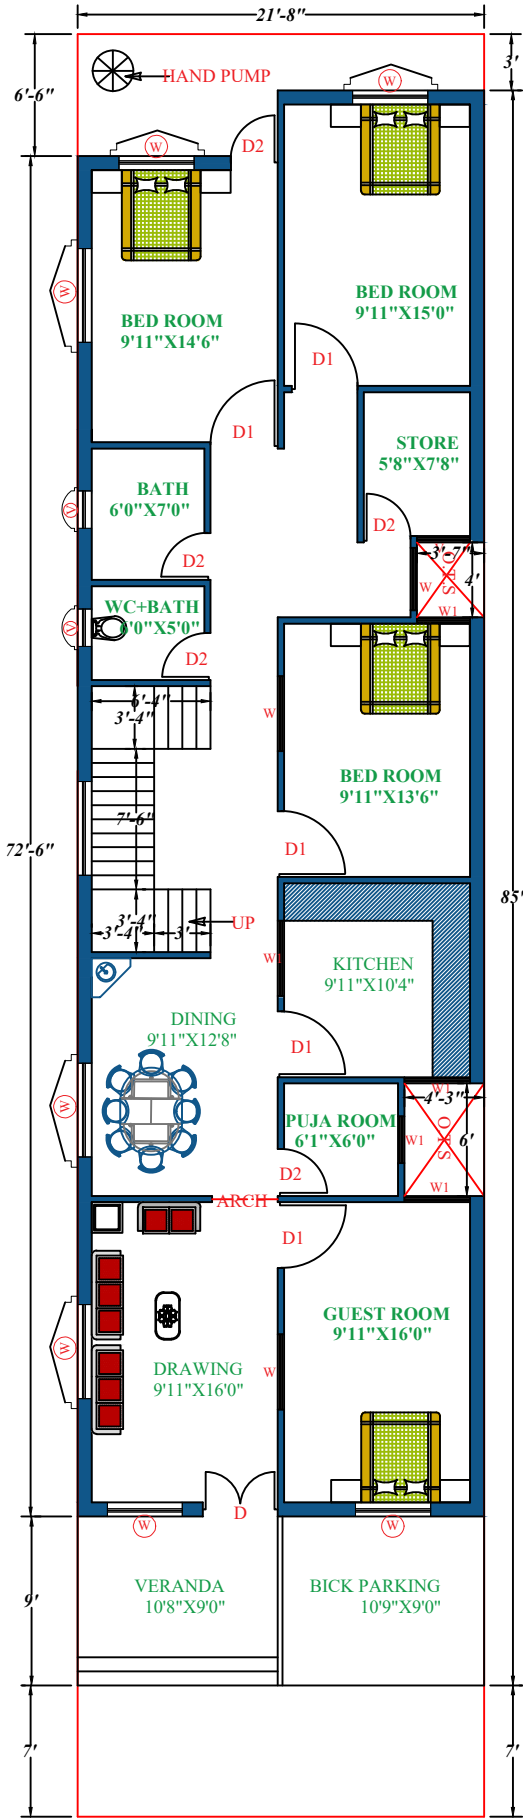 21'-8"
3'
6'-6"
HAND PUMP
W
W
D2
W
BED ROOM
9'11"X15'0"
BED ROOM
9'11"X14'6"
D1
D1
STORE
5'8"X7'8"
BATH
6'0"X7'0"
W
D2
D2
W
3'-7"
O.T.S
4'
W
W1
WC+BATH
6'0"X5'0"
W
D2
6'-4"
3'-4"
W
BED ROOM
9'11"X13'6"
7'-6"
D1
72'-6"
85'
3'-4"
UP
3'-4"
3'
W1
KITCHEN
9'11"X10'4"
DINING
9'11"X12'8"
D1
W1
4'-3"
W
PUJA ROOM
6'1"X6'0"
W1
O.T.S
6'
D2
W1
ARCH
D1
GUEST ROOM
9'11"X16'0"
W
W
DRAWING
9'11"X16'0"
D
W
W
VERANDA
10'8"X9'0"
BICK PARKING
10'9"X9'0"
9'
7'
7'